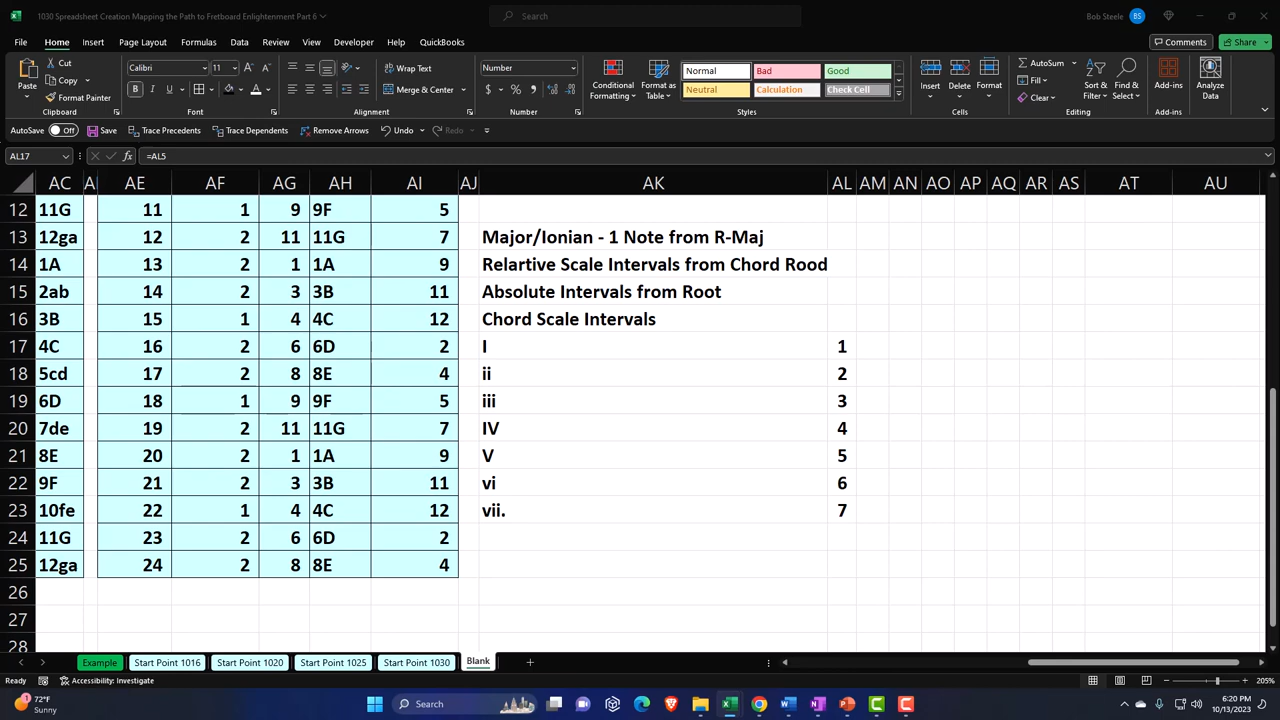 1030 Spreadsheet Creation Mapping the Path to Fretboard Enlightenment Part 6
Search
Bob Steele BS
File Home Insert Page Layout Formulas Data Review View Developer Help QuickBooks Comments Share
Paste Cut Copy Format Painter Clipboard
Calibri 11 Font
Wrap Text Merge & Center Alignment
Number Number
Conditional Formatting Format as Table
Normal Bad Good
Neutral Calculation Check Cell
Styles
Insert Delete Format Cells
AutoSum Fill Clear Sort & Filter Find & Select Editing
Add-ins Add-ins
Analyze Data
AutoSave Off Save Trace Precedents Trace Dependents Remove Arrows Undo Redo
AL17 fx =AL5
AC A AE AF AG AH AI AJ AK AL AM AN AO AP AQ AR AS AT AU
12 11G 11 1 9 9F 5
13 12ga 12 2 11 11G 7 Major/Ionian - 1 Note from R-Maj
14 1A 13 2 1 1A 9 Relartive Scale Intervals from Chord Rood
15 2ab 14 2 3 3B 11 Absolute Intervals from Root
16 3B 15 1 4 4C 12 Chord Scale Intervals
17 4C 16 2 6 6D 2 I 1
18 5cd 17 2 8 8E 4 ii 2
19 6D 18 1 9 9F 5 iii 3
20 7de 19 2 11 11G 7 IV 4
21 8E 20 2 1 1A 9 V 5
22 9F 21 2 3 3B 11 vi 6
23 10fe 22 1 4 4C 12 vii. 7
24 11G 23 2 6 6D 2
25 12ga 24 2 8 8E 4
26
27
28
Example Start Point 1016 Start Point 1020 Start Point 1025 Start Point 1030 Blank
Ready Accessibility: Investigate 205%
72°F
Sunny
Search
6:20 PM
10/13/2023